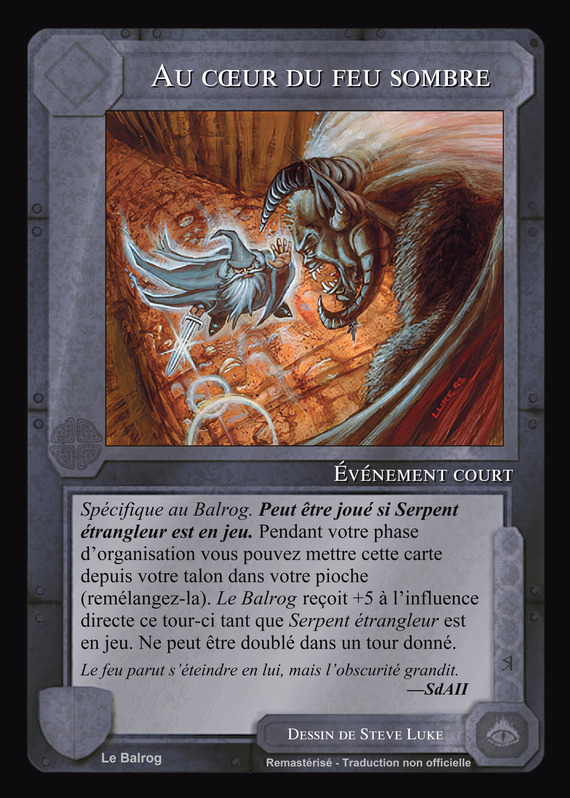 Au cœur du feu sombre
LUKE 95
Événement court
Spécifique au Balrog. Peut être joué si Serpent
étrangleur est en jeu. Pendant votre phase
d’organisation vous pouvez mettre cette carte
depuis votre talon dans votre pioche
(remélangez-la). Le Balrog reçoit +5 à l’influence
directe ce tour-ci tant que Serpent étrangleur est
en jeu. Ne peut être doublé dans un tour donné.
Le feu parut s’éteindre en lui, mais l’obscurité grandit.
—SdAII
Dessin de Steve Luke
Le Balrog
Remastérisé - Traduction non officielle